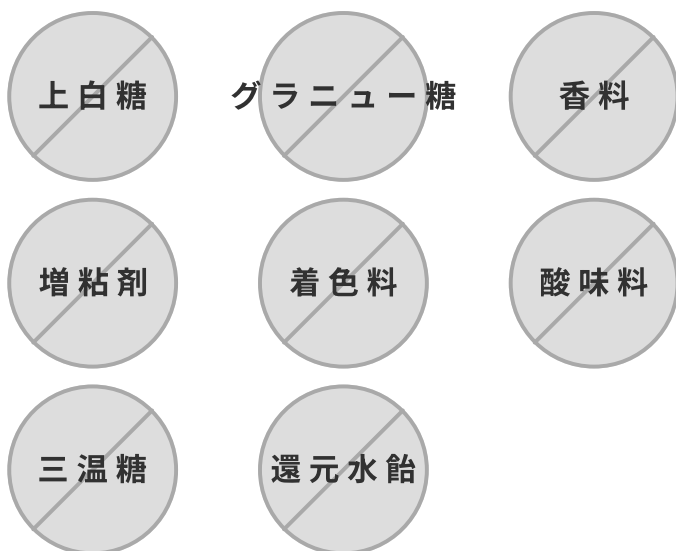 上白糖
グラニュー糖
香料
増粘剤
着色料
酸味料
三温糖
還元水飴